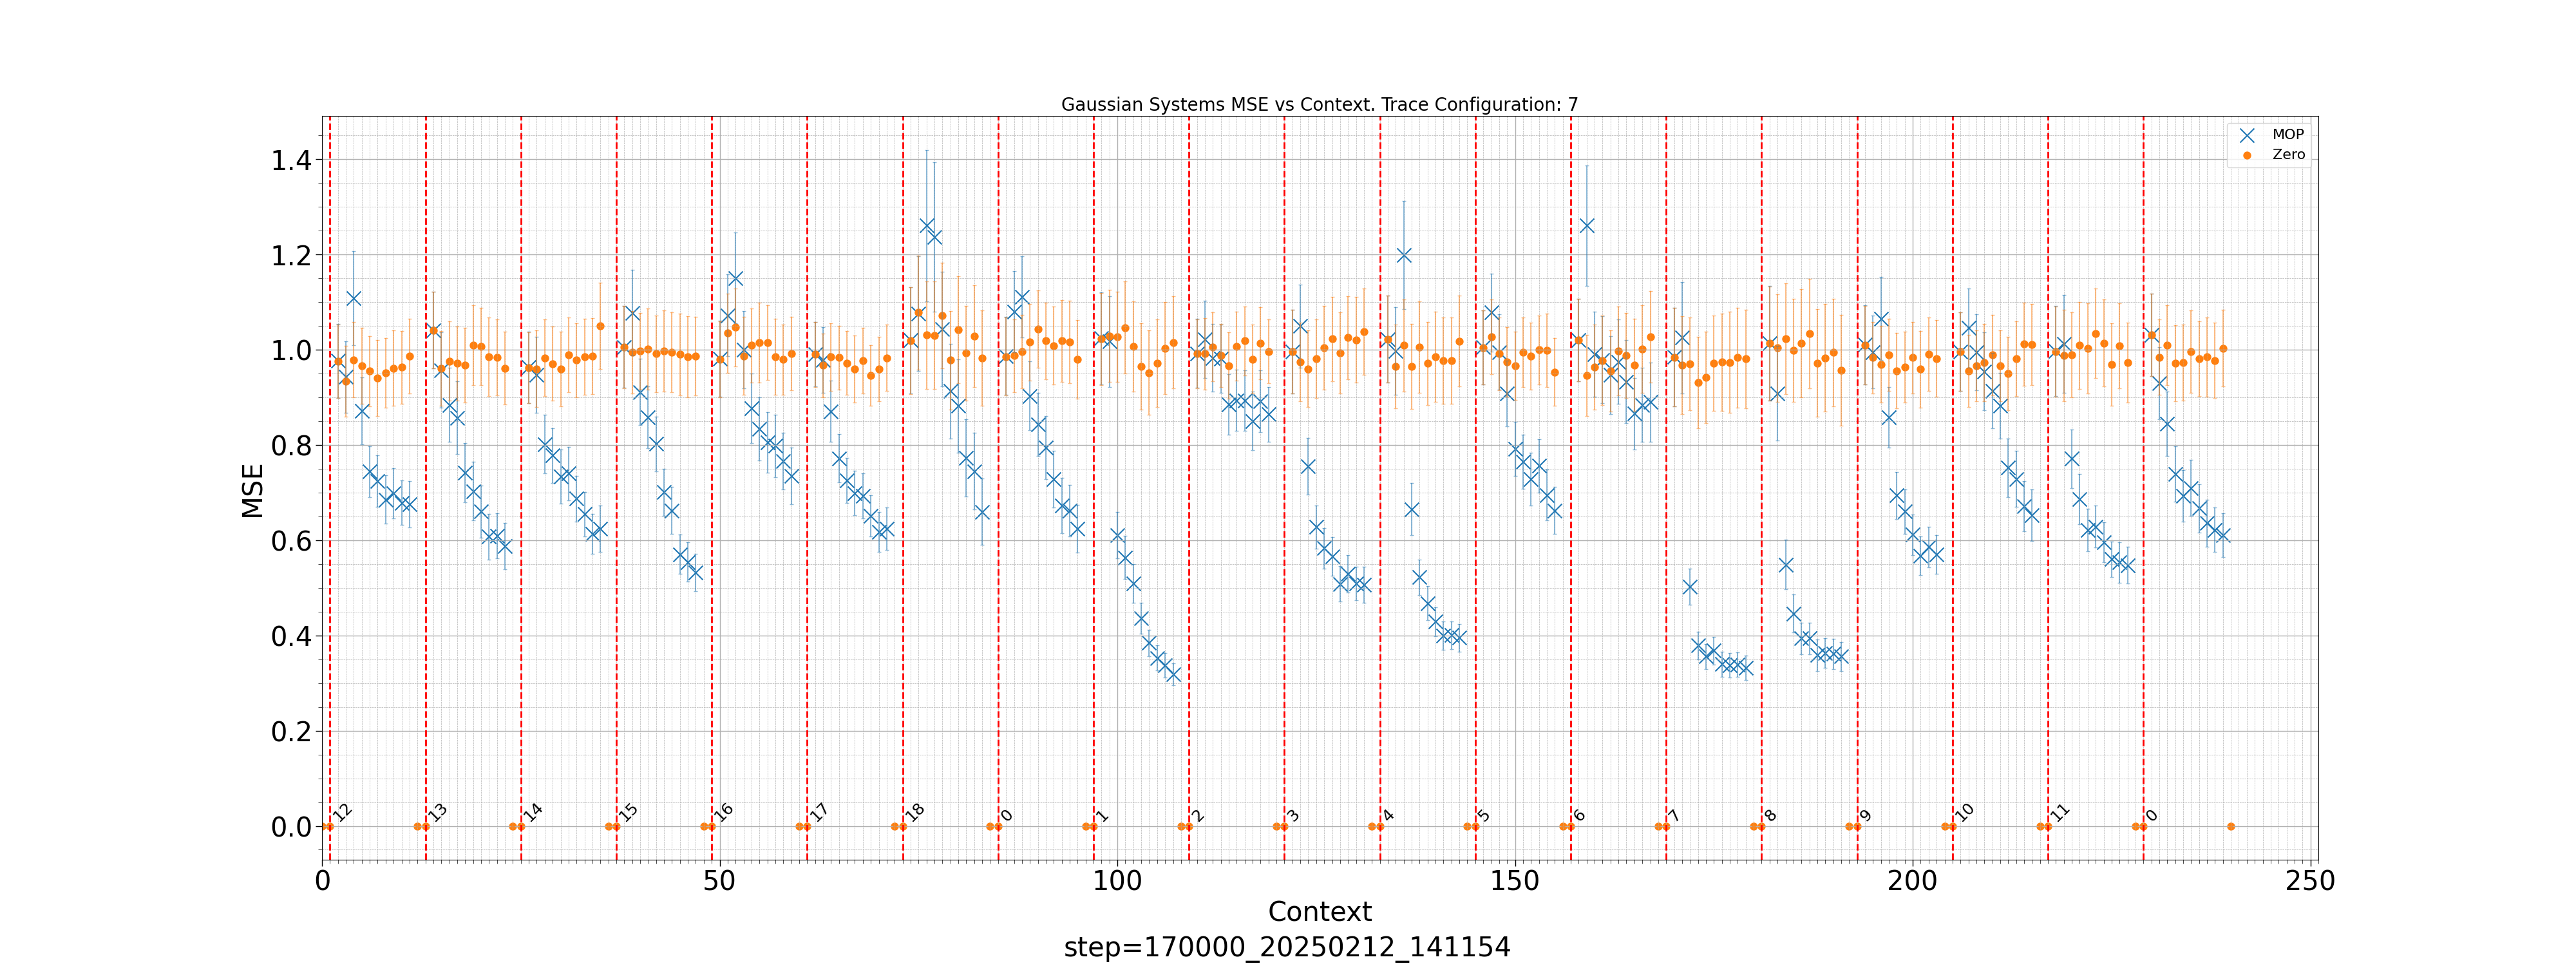 Gaussian Systems MSE vs Context. Trace Configuration: 7
MOP
Zero
MSE
1.4
1.2
1.0
0.8
0.6
0.4
0.2
0.0
12 13 14 15 16 17 18 0 1 2 3 4 5 6 7 8 9 10 11 0
0 50 100 150 200 250
Context
step=170000_20250212_141154